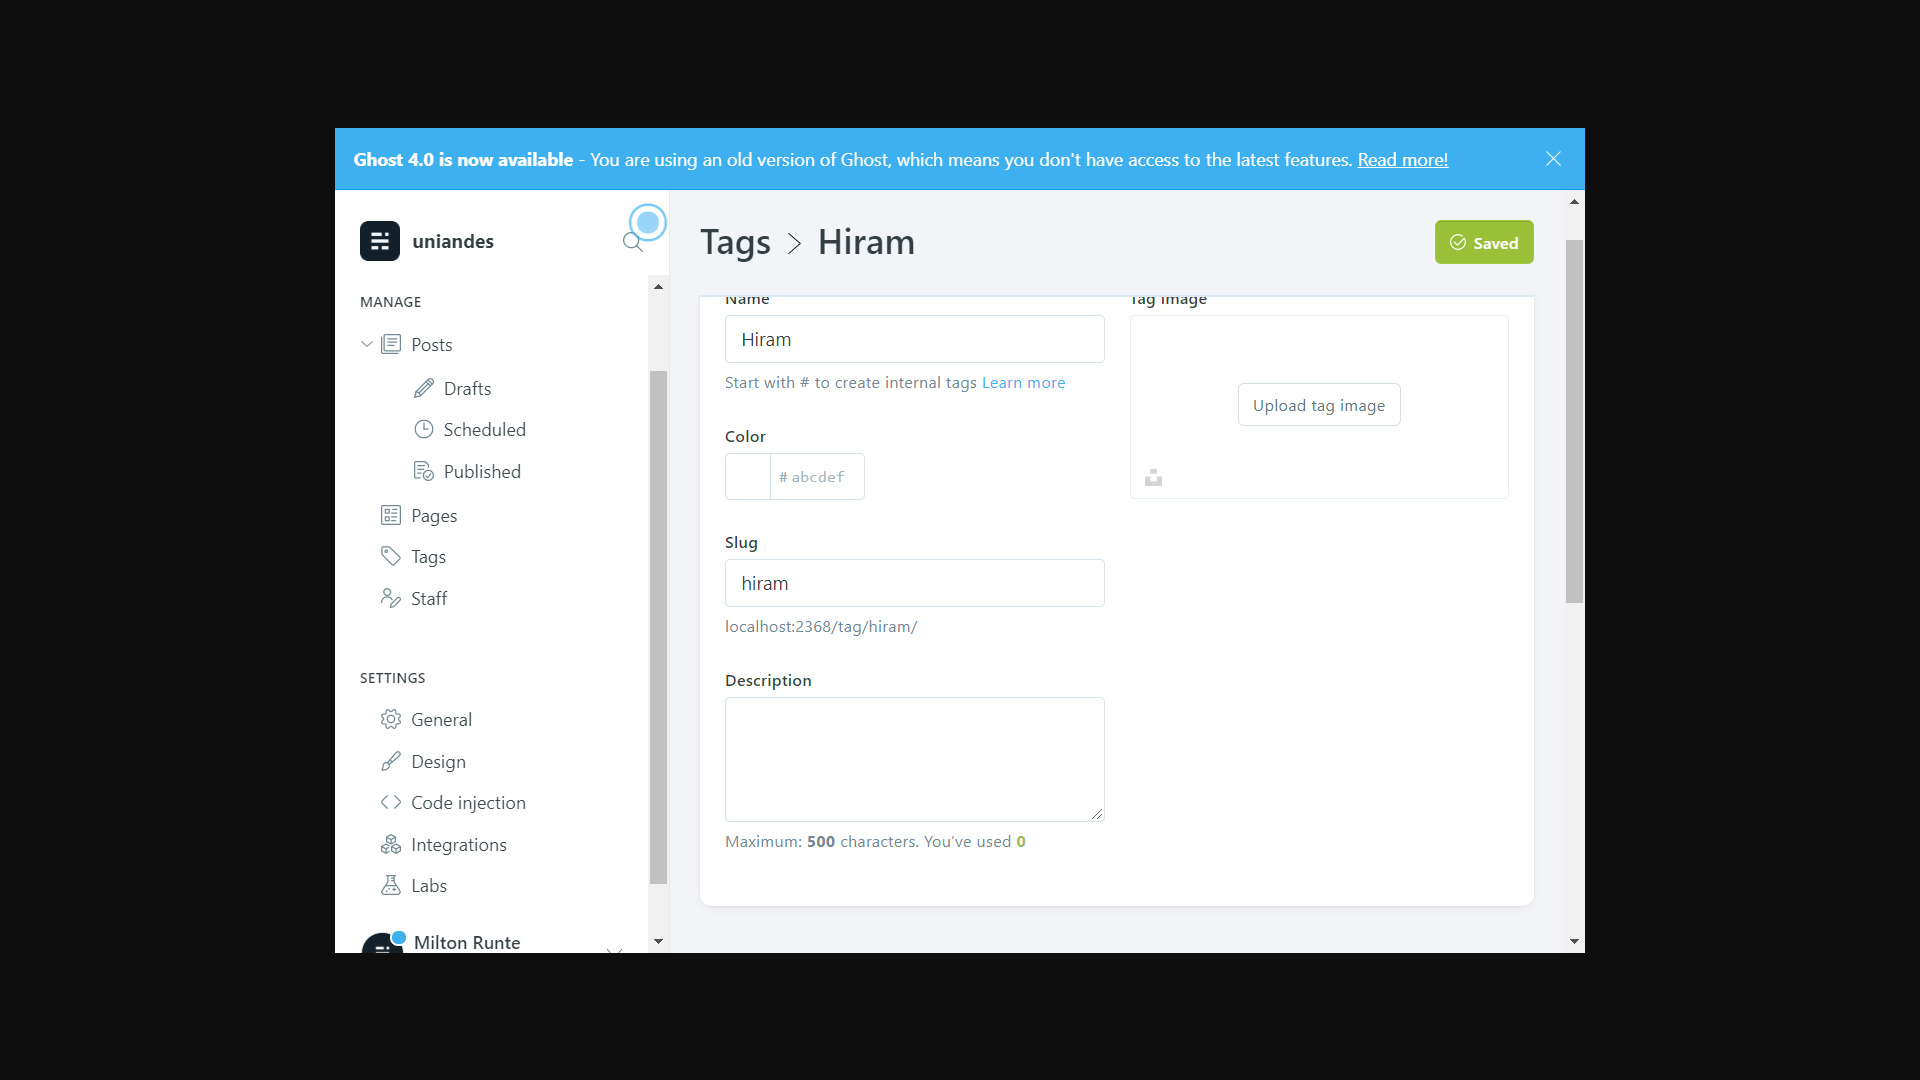 Ghost 4.0 is now available - You are using an old version of Ghost, which means you don't have access to the latest features. Read more!
uniandes
MANAGE
Posts
Drafts
Scheduled
Published
Pages
Tags
Staff
SETTINGS
General
Design
Code injection
Integrations
Labs
Milton Runte
Tags > Hiram
Saved
Name
Hiram
Start with # to create internal tags Learn more
Color
# abcdef
Slug
hiram
localhost:2368/tag/hiram/
Description
Maximum: 500 characters. You've used 0
Tag image
Upload tag image